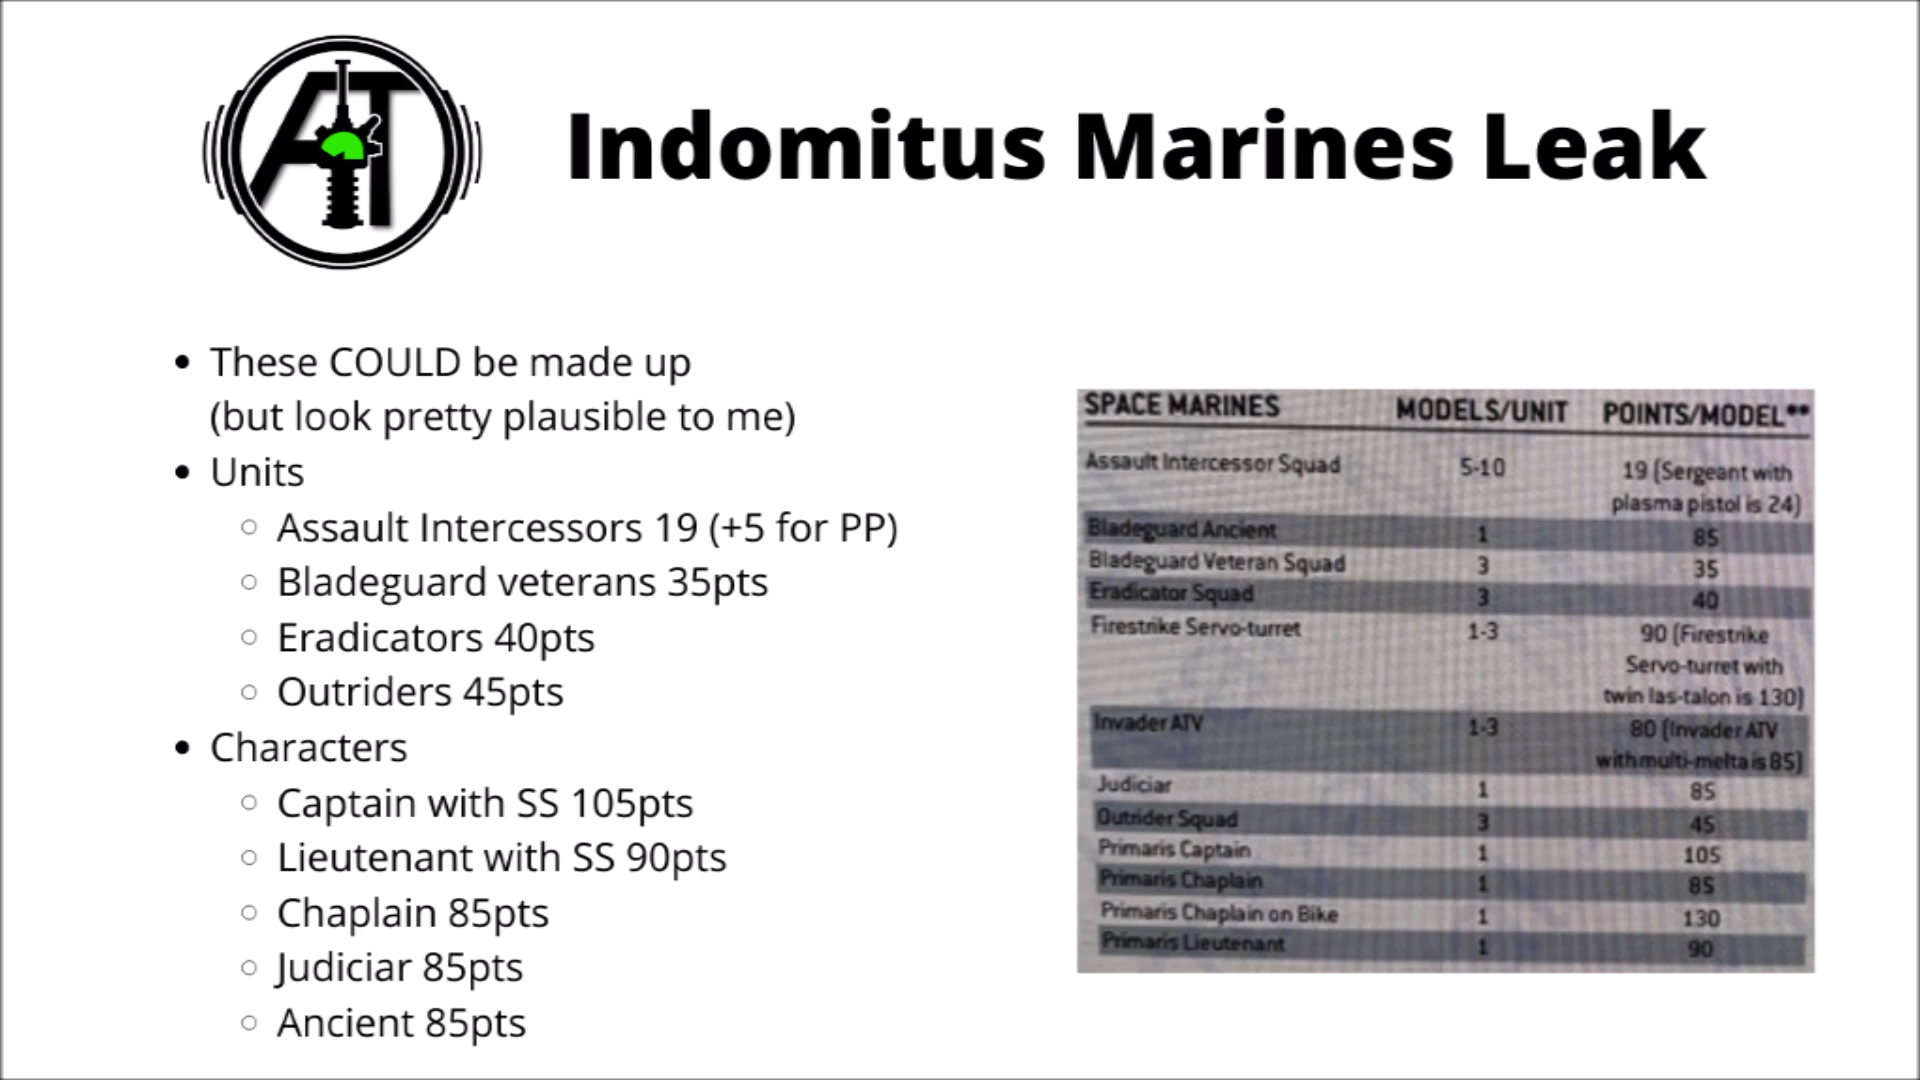 AT
Indomitus Marines Leak
• These COULD be made up
(but look pretty plausible to me)
• Units
○ Assault Intercessors 19 (+5 for PP)
○ Bladeguard veterans 35pts
○ Eradicators 40pts
○ Outriders 45pts
• Characters
○ Captain with SS 105pts
○ Lieutenant with SS 90pts
○ Chaplain 85pts
○ Judiciar 85pts
○ Ancient 85pts
SPACE MARINES MODELS/UNIT POINTS/MODEL**
Assault Intercessor Squad 5-10 19 (Sergeant with
plasma pistol is 24)
Bladeguard Ancient 1 85
Bladeguard Veteran Squad 3 35
Eradicator Squad 3 40
Firestrike Servo-turret 1-3 90 (Firestrike
Servo-turret with
twin las-talon is 130)
Invader ATV 1-3 80 (Invader ATV
with multi-melta is 85)
Judiciar 1 85
Outrider Squad 3 45
Primaris Captain 1 105
Primaris Chaplain 1 85
Primaris Chaplain on Bike 1 130
Primaris Lieutenant 1 90